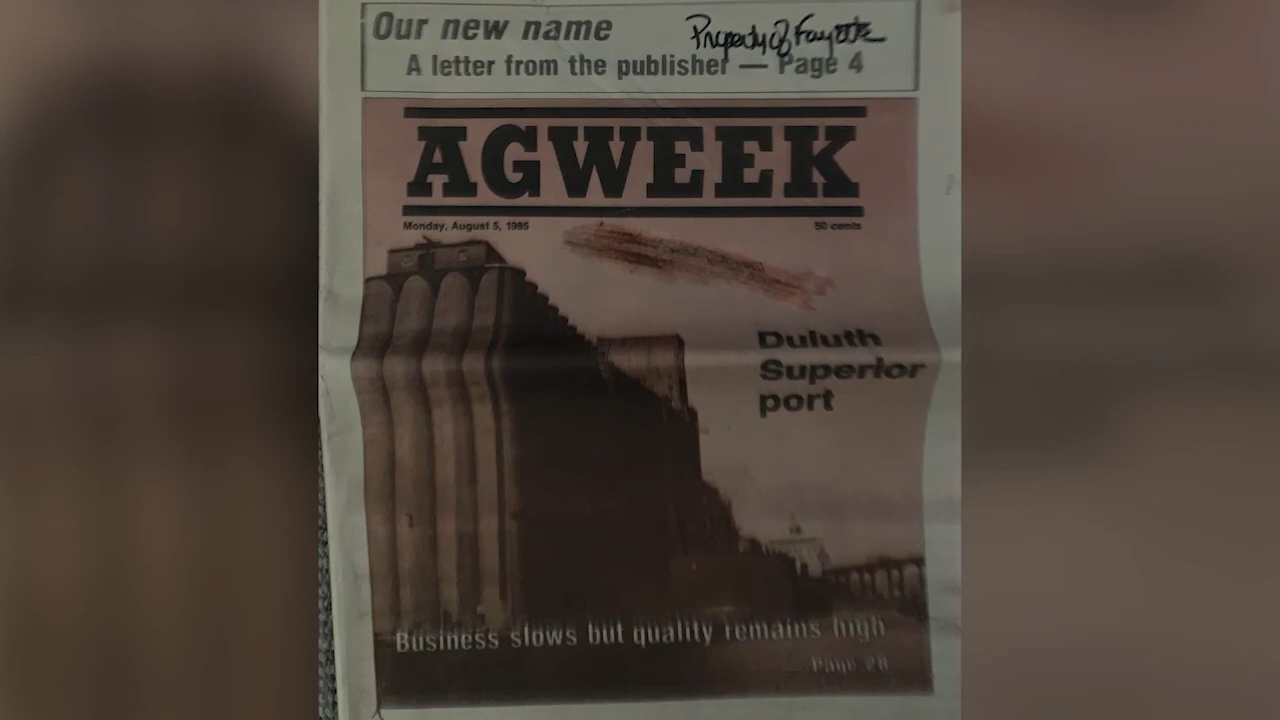 Our new name
Property of Fayette
A letter from the publisher — Page 4
AGWEEK
Monday, August 5, 1985
50 cents
Duluth
Superior
port
Business slows but quality remains high
Page 28